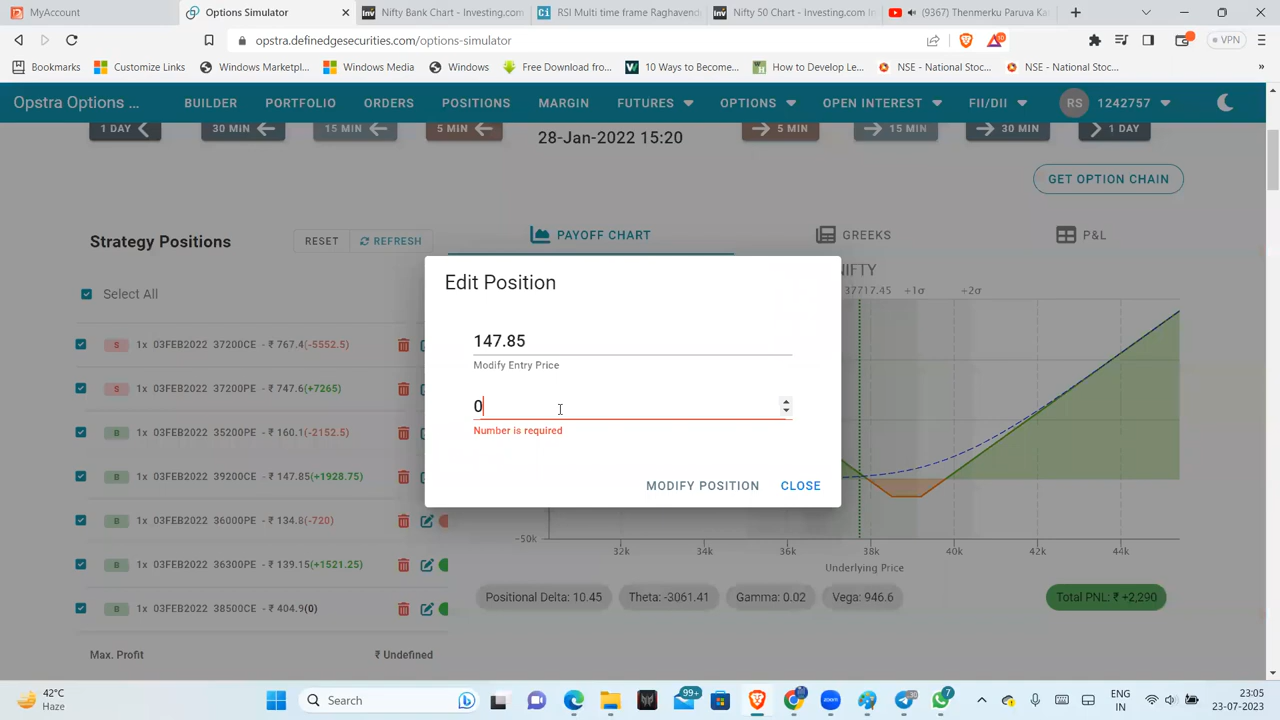 MyAccount
Options Simulator
Nifty Bank Chart - Investing.com
RSI Multi time frame Raghavend
Nifty 50 Chart - Investing.com In
(9367) Thenmerku Paruva Ka
opstra.definedgesecurities.com/options-simulator
VPN
Bookmarks
Customize Links
Windows Marketpl...
Windows Media
Windows
Free Download fro...
10 Ways to Become...
How to Develop Le...
NSE - National Stoc...
NSE - National Stoc...
Opstra Options ...
BUILDER
PORTFOLIO
ORDERS
POSITIONS
MARGIN
FUTURES
OPTIONS
OPEN INTEREST
FII/DII
RS
1242757
1 DAY
30 MIN
15 MIN
5 MIN
28-Jan-2022 15:20
5 MIN
15 MIN
30 MIN
1 DAY
GET OPTION CHAIN
Strategy Positions
RESET
REFRESH
PAYOFF CHART
GREEKS
P&L
Select All
S 1x 03FEB2022 37200CE - ₹ 767.4(-5552.5)
S 1x 03FEB2022 37200PE - ₹ 747.6(+7265)
B 1x 03FEB2022 35200CE - ₹ 160.1(-2152.5)
B 1x 03FEB2022 39200CE - ₹ 147.85(+1928.75)
B 1x 03FEB2022 36000PE - ₹ 134.8(-720)
B 1x 03FEB2022 36300PE - ₹ 139.15(+1521.25)
B 1x 03FEB2022 38500CE - ₹ 404.9(0)
Max. Profit
₹ Undefined
Edit Position
147.85
Modify Entry Price
0
Number is required
MODIFY POSITION
CLOSE
NIFTY
37717.45
+1σ
+2σ
-50k
32k
34k
36k
38k
40k
42k
44k
Underlying Price
Positional Delta: 10.45
Theta: -3061.41
Gamma: 0.02
Vega: 946.6
Total PNL: ₹ +2,290
42°C
Haze
Search
99+
7
ENG
IN
23:05
23-07-2023